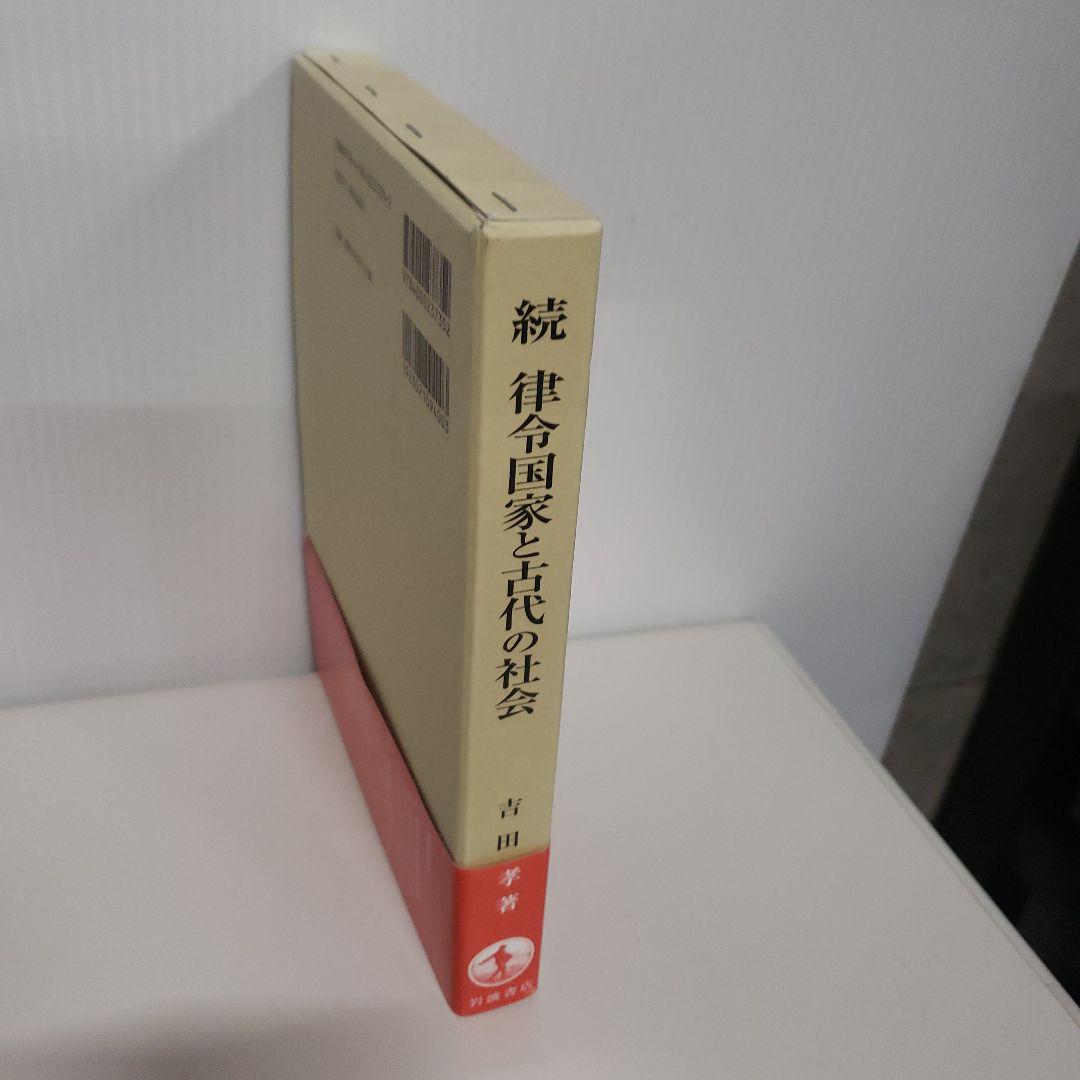 続 律令国家と古代の社会
吉田 孝 著
岩波書店
9784000237352